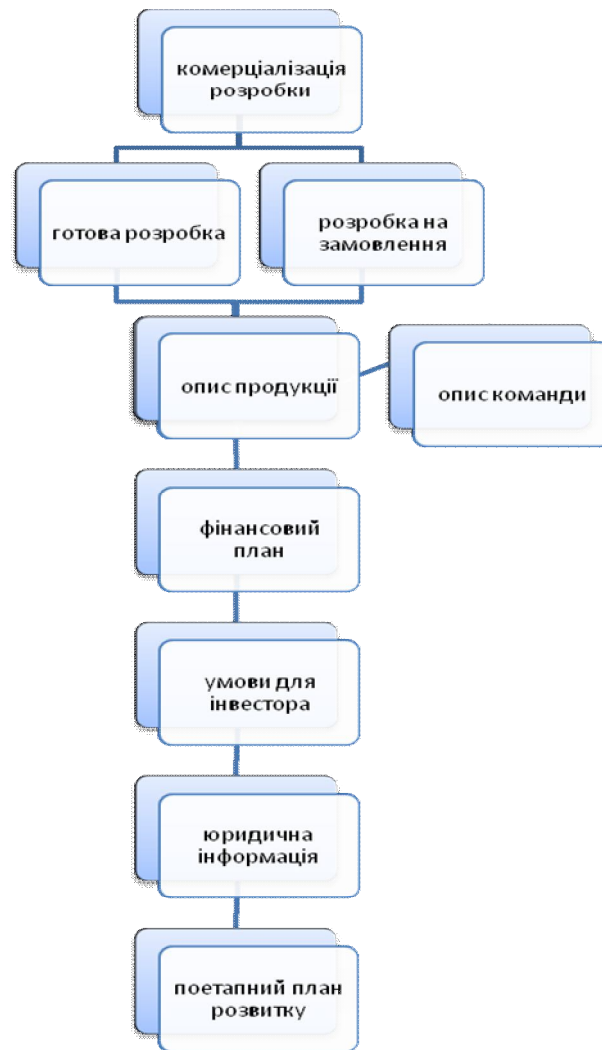 комерціалізація
розробки
готова розробка
розробка на
замовлення
опис продукції
опис команди
фінансовий
план
умови для
інвестора
юридична
інформація
поетапний план
розвитку